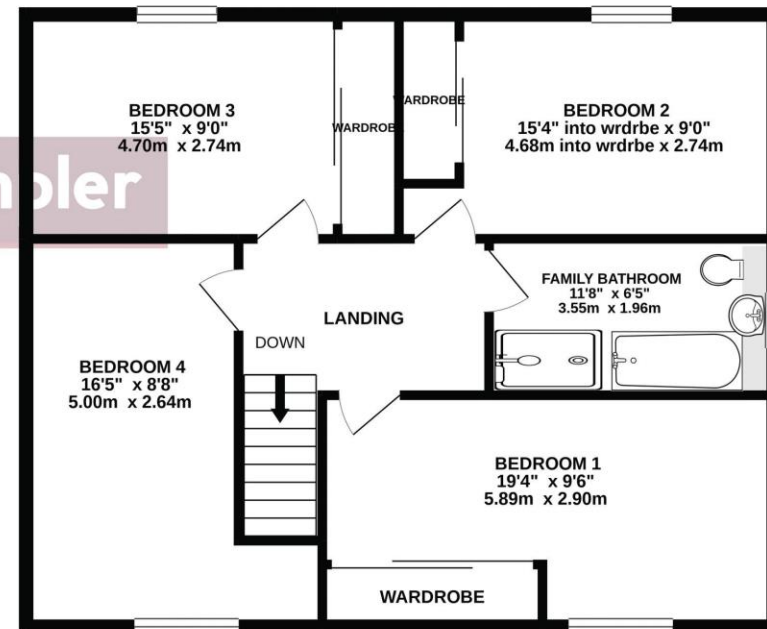 BEDROOM 3
15'5" x 9'0"
4.70m x 2.74m
WARDROBE
WARDROBE
BEDROOM 2
15'4" into wrdrbe x 9'0"
4.68m into wrdrbe x 2.74m
FAMILY BATHROOM
11'8" x 6'5"
3.55m x 1.96m
LANDING
DOWN
BEDROOM 4
16'5" x 8'8"
5.00m x 2.64m
BEDROOM 1
19'4" x 9'6"
5.89m x 2.90m
WARDROBE